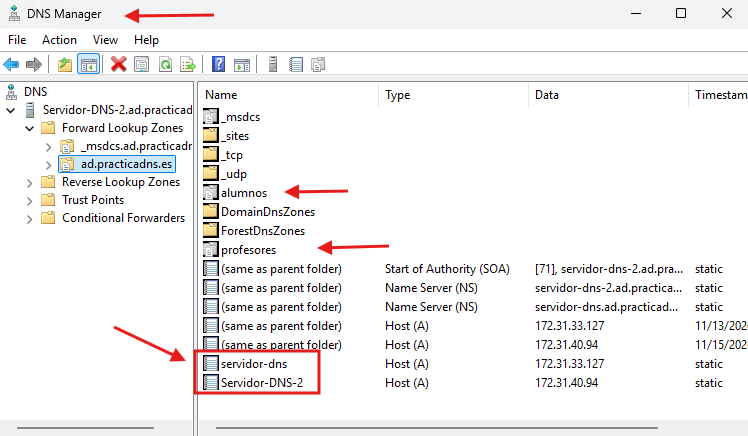 DNS Manager
File Action View Help
DNS
Servidor-DNS-2.ad.practicad
Forward Lookup Zones
_msdcs.ad.practicadr
ad.practicadns.es
Reverse Lookup Zones
Trust Points
Conditional Forwarders
Name Type Data Timestam
_msdcs
_sites
_tcp
_udp
alumnos
DomainDnsZones
ForestDnsZones
profesores
(same as parent folder) Start of Authority (SOA) [71], servidor-dns-2.ad.pra... static
(same as parent folder) Name Server (NS) servidor-dns-2.ad.practica... static
(same as parent folder) Name Server (NS) servidor-dns.ad.practicad... static
(same as parent folder) Host (A) 172.31.33.127 11/13/202
(same as parent folder) Host (A) 172.31.40.94 11/15/202
servidor-dns Host (A) 172.31.33.127 static
Servidor-DNS-2 Host (A) 172.31.40.94 static